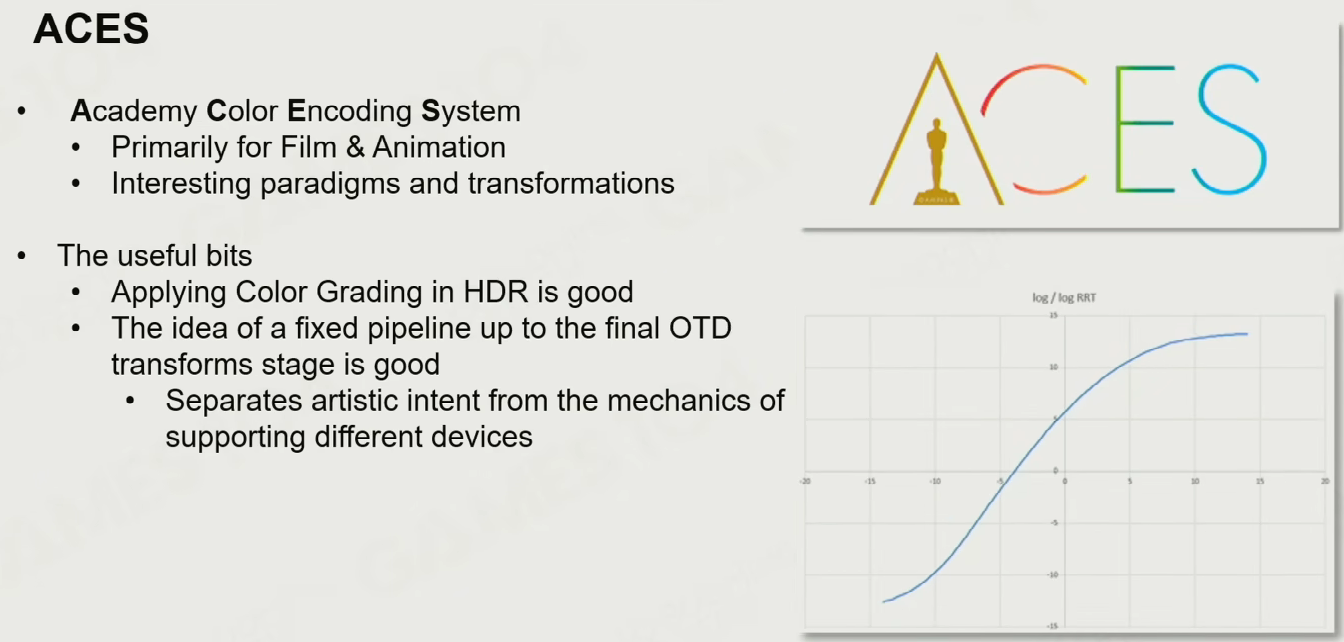 ACES
• Academy Color Encoding System
• Primarily for Film & Animation
• Interesting paradigms and transformations
• The useful bits
• Applying Color Grading in HDR is good
• The idea of a fixed pipeline up to the final OTD
transforms stage is good
• Separates artistic intent from the mechanics of
supporting different devices
ACES
log / log RRT
15
10
5
0
-20 -15 -10 -5 0 5 10 15 20
-5
-10
-15
GAMES 104